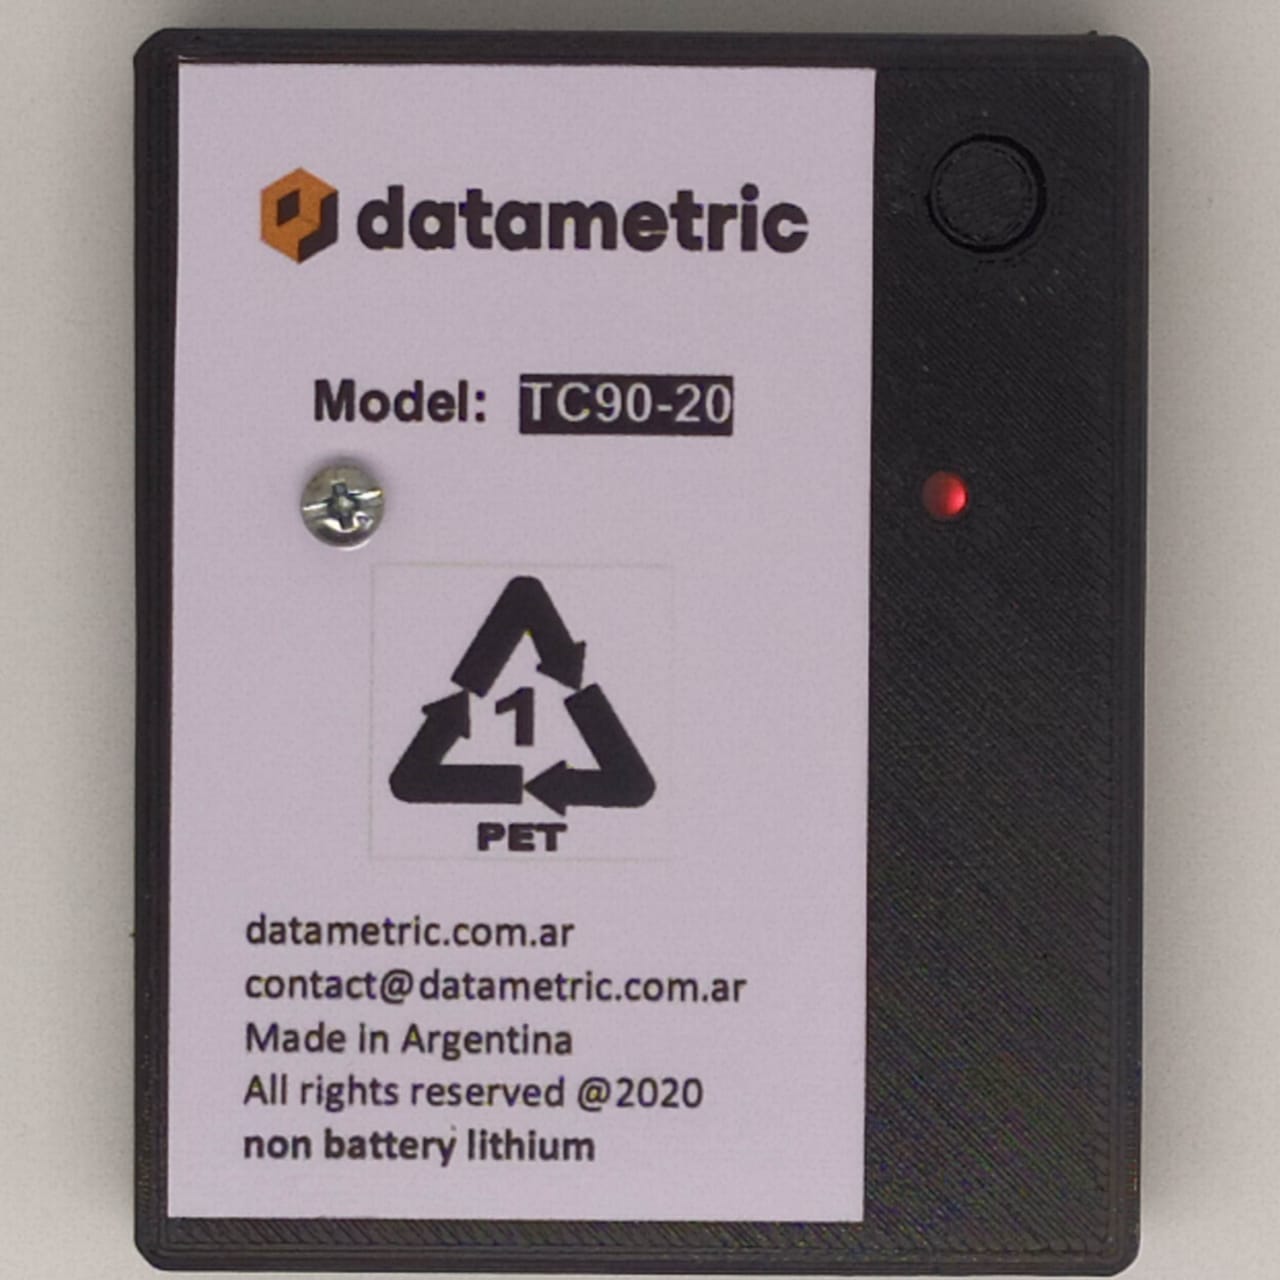 datametric
Model: TC90-20
1
PET
datametric.com.ar
contact@datametric.com.ar
Made in Argentina
All rights reserved @2020
non battery lithium